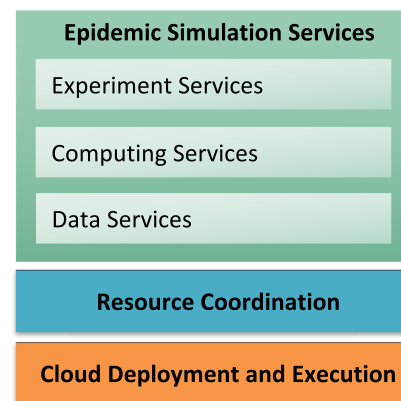 Epidemic Simulation Services
Experiment Services
Computing Services
Data Services
Resource Coordination
Cloud Deployment and Execution